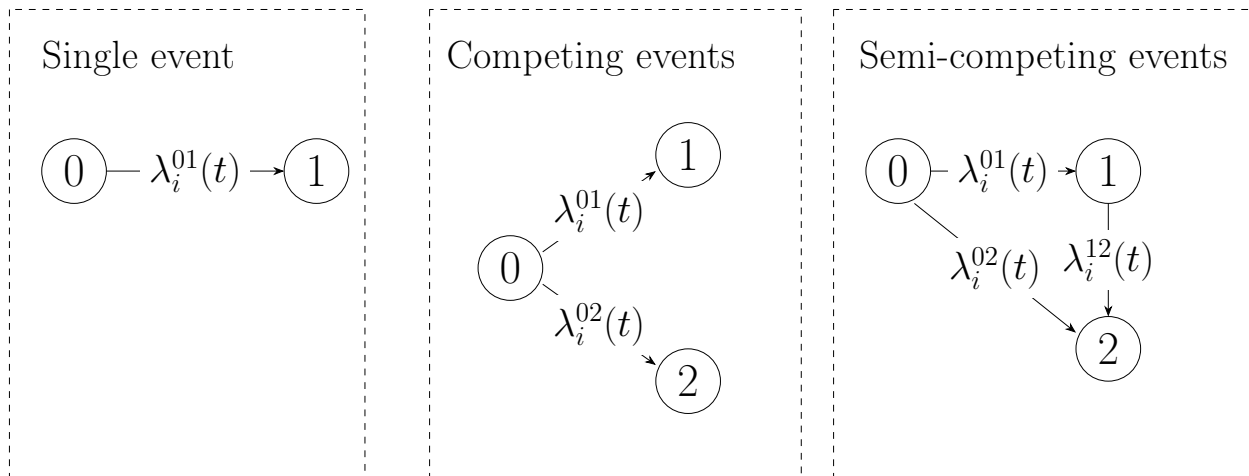 Single event
0
λ_i^{01}(t)
1
Competing events
1
λ_i^{01}(t)
0
λ_i^{02}(t)
2
Semi-competing events
0
λ_i^{01}(t)
1
λ_i^{02}(t)
λ_i^{12}(t)
2